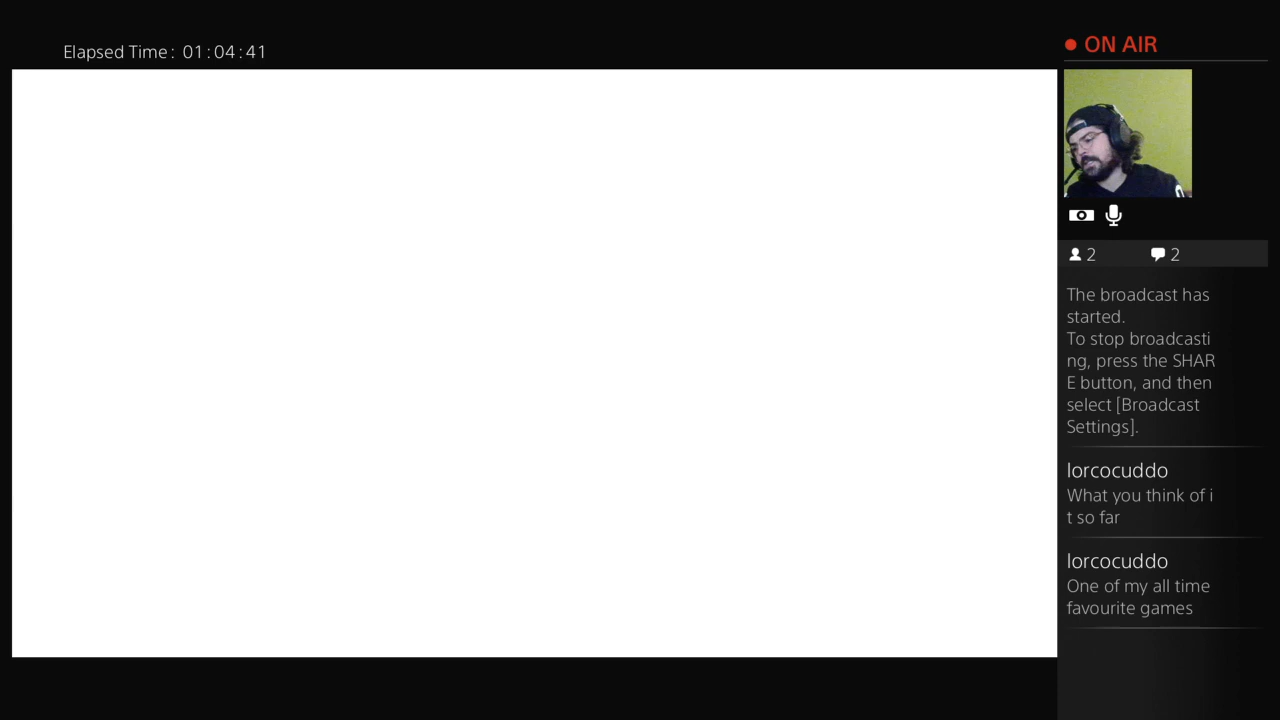 Elapsed Time: 01:04:41
ON AIR
2
2
The broadcast has
started.
To stop broadcasti
ng, press the SHAR
E button, and then
select [Broadcast
Settings].
lorcocuddo
What you think of i
t so far
lorcocuddo
One of my all time
favourite games